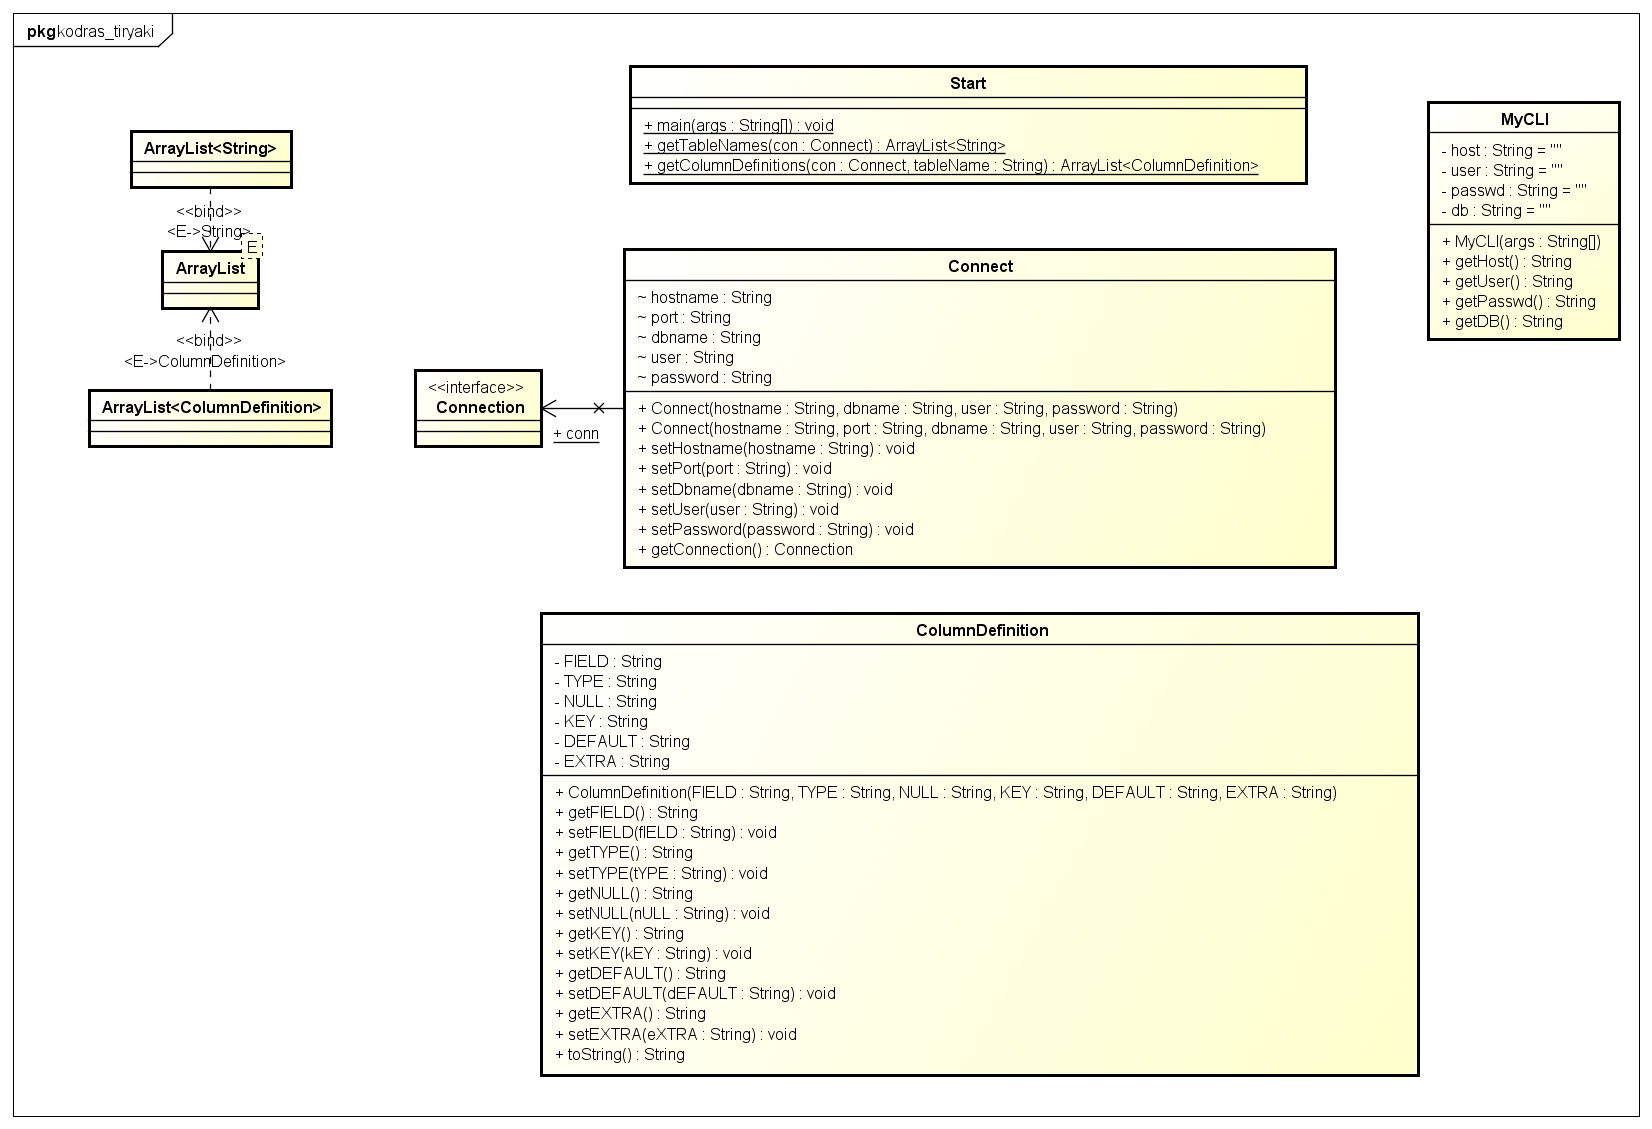 pkg kodras_tiryaki
Start
+ main(args : String[]) : void
+ getTableNames(con : Connect) : ArrayList<String>
+ getColumnDefinitions(con : Connect, tableName : String) : ArrayList<ColumnDefinition>
MyCLI
- host : String = ""
- user : String = ""
- passwd : String = ""
- db : String = ""
+ MyCLI(args : String[])
+ getHost() : String
+ getUser() : String
+ getPasswd() : String
+ getDB() : String
ArrayList<String>
<<bind>>
<E->String>
E
ArrayList
<<bind>>
<E->ColumnDefinition>
ArrayList<ColumnDefinition>
<<interface>>
Connection
+ conn
Connect
~ hostname : String
~ port : String
~ dbname : String
~ user : String
~ password : String
+ Connect(hostname : String, dbname : String, user : String, password : String)
+ Connect(hostname : String, port : String, dbname : String, user : String, password : String)
+ setHostname(hostname : String) : void
+ setPort(port : String) : void
+ setDbname(dbname : String) : void
+ setUser(user : String) : void
+ setPassword(password : String) : void
+ getConnection() : Connection
ColumnDefinition
- FIELD : String
- TYPE : String
- NULL : String
- KEY : String
- DEFAULT : String
- EXTRA : String
+ ColumnDefinition(FIELD : String, TYPE : String, NULL : String, KEY : String, DEFAULT : String, EXTRA : String)
+ getFIELD() : String
+ setFIELD(fIELD : String) : void
+ getTYPE() : String
+ setTYPE(tYPE : String) : void
+ getNULL() : String
+ setNULL(nULL : String) : void
+ getKEY() : String
+ setKEY(kEY : String) : void
+ getDEFAULT() : String
+ setDEFAULT(dEFAULT : String) : void
+ getEXTRA() : String
+ setEXTRA(eXTRA : String) : void
+ toString() : String